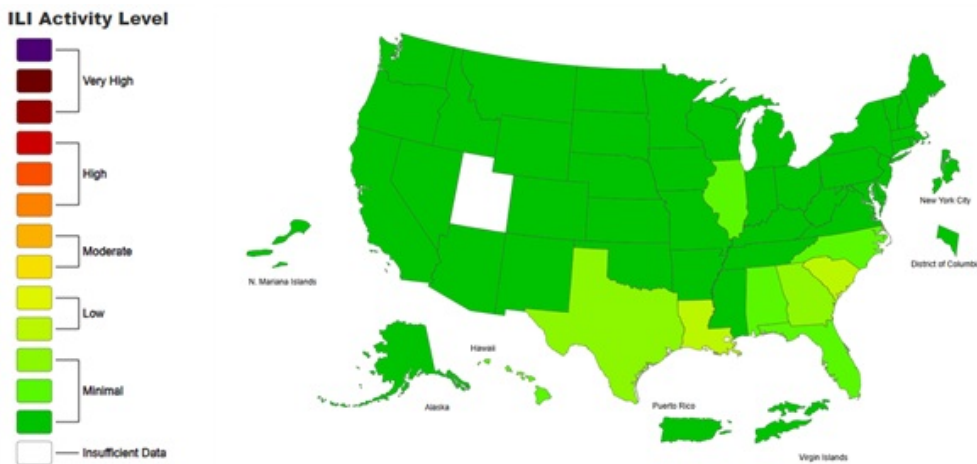 ILI Activity Level
Very High
High
Moderate
Low
Minimal
Insufficient Data
New York City
District of Columbi
N. Mariana Islands
Hawaii
Alaska
Puerto Rico
Virgin Islands